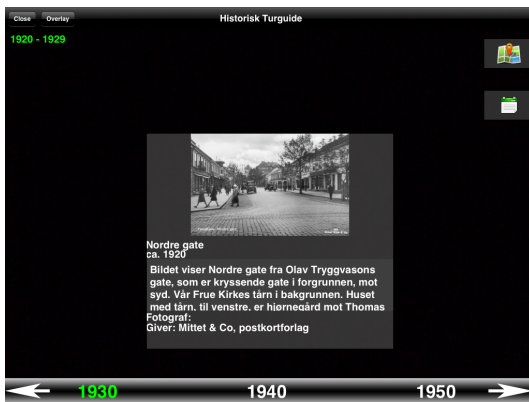 Close Overlay Historisk Turguide
1920 - 1929
Nordre gate
ca. 1920
Bildet viser Nordre gate fra Olav Tryggvasons
gate, som er kryssende gate i forgrunnen, mot
syd. Vår Frue Kirkes tårn i bakgrunnen. Huset
med tårn, til venstre, er hjørnegård mot Thomas
Fotograf:
Giver: Mittet & Co, postkortforlag
1930 1940 1950